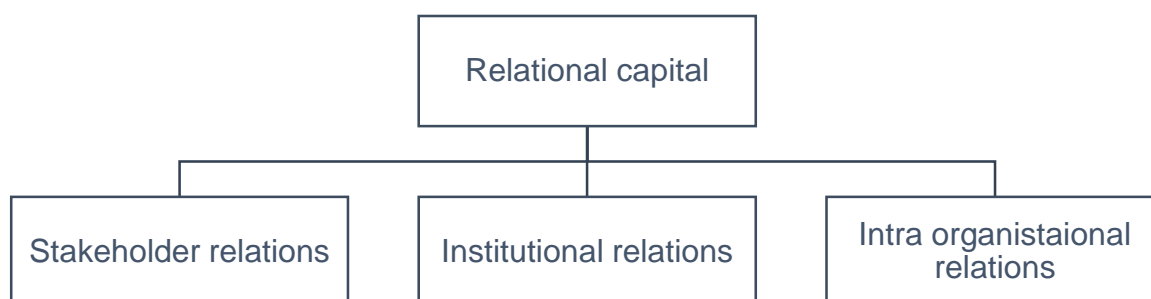 Relational capital
Stakeholder relations
Institutional relations
Intra organistaional
relations